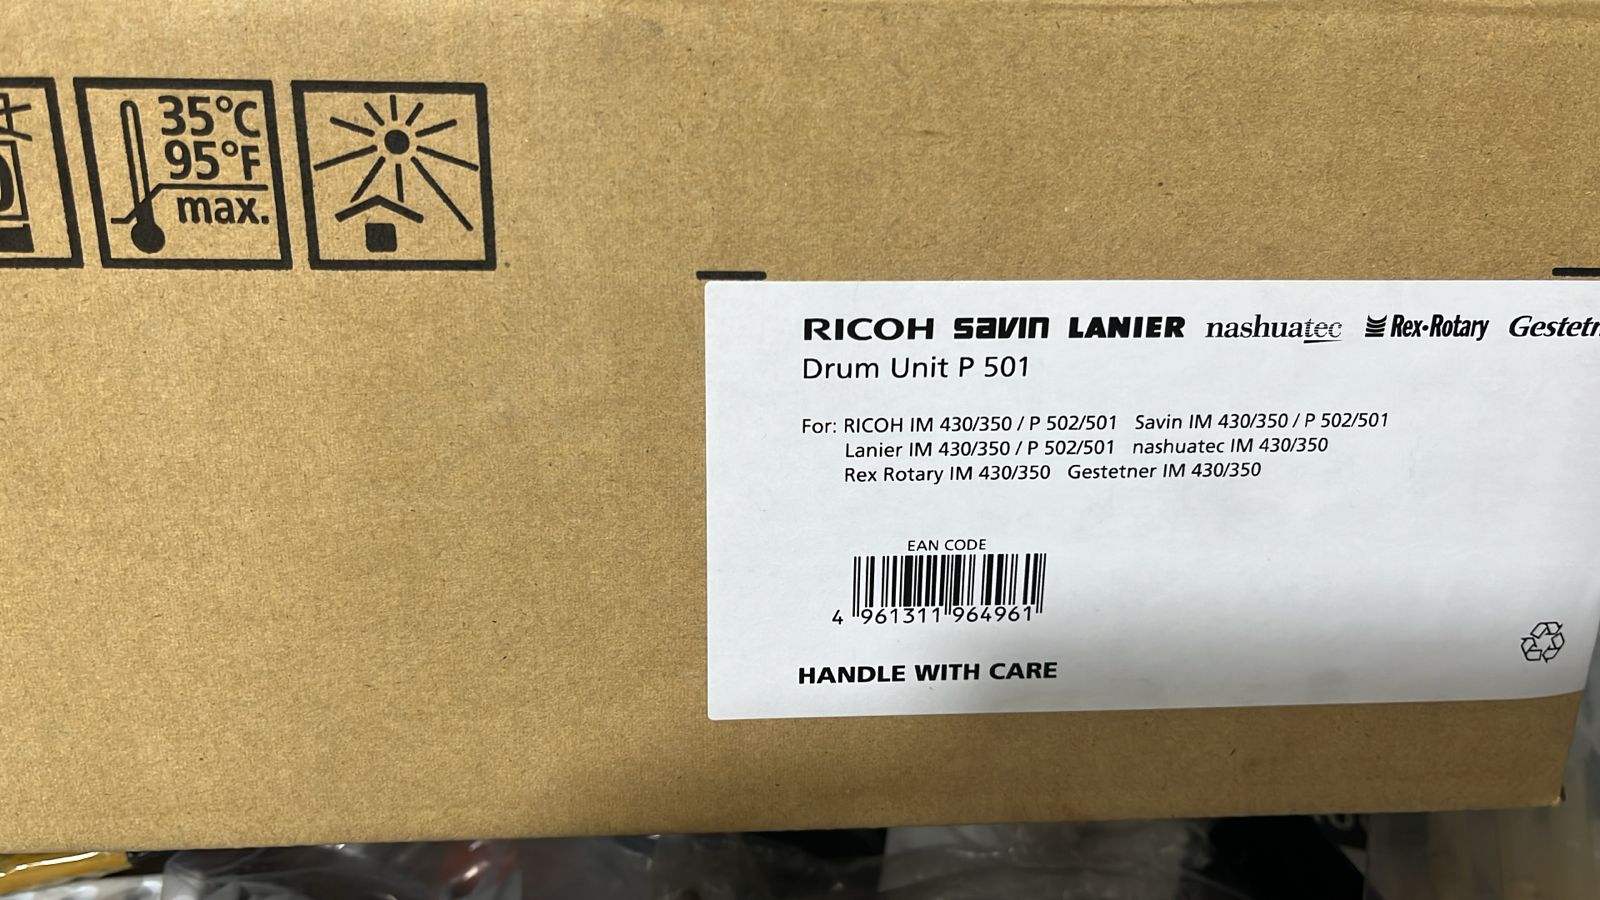 35°C
95°F
max.
RICOH savin LANIER nashuatec Rex•Rotary
Drum Unit P 501
For: RICOH IM 430/350 / P 502/501 Savin IM 430/350 / P 502/501
Lanier IM 430/350 / P 502/501 nashuatec IM 430/350
Rex Rotary IM 430/350 Gestetner IM 430/350
EAN CODE
4 961311 964961
HANDLE WITH CARE